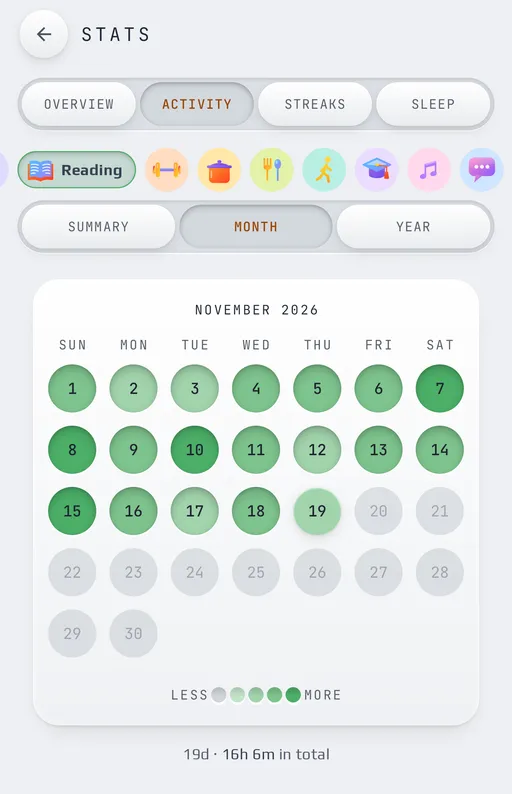 STATS
OVERVIEW ACTIVITY STREAKS SLEEP
Reading
SUMMARY MONTH YEAR
NOVEMBER 2026
SUN MON TUE WED THU FRI SAT
1 2 3 4 5 6 7
8 9 10 11 12 13 14
15 16 17 18 19 20 21
22 23 24 25 26 27 28
29 30
LESS MORE
19d · 16h 6m in total